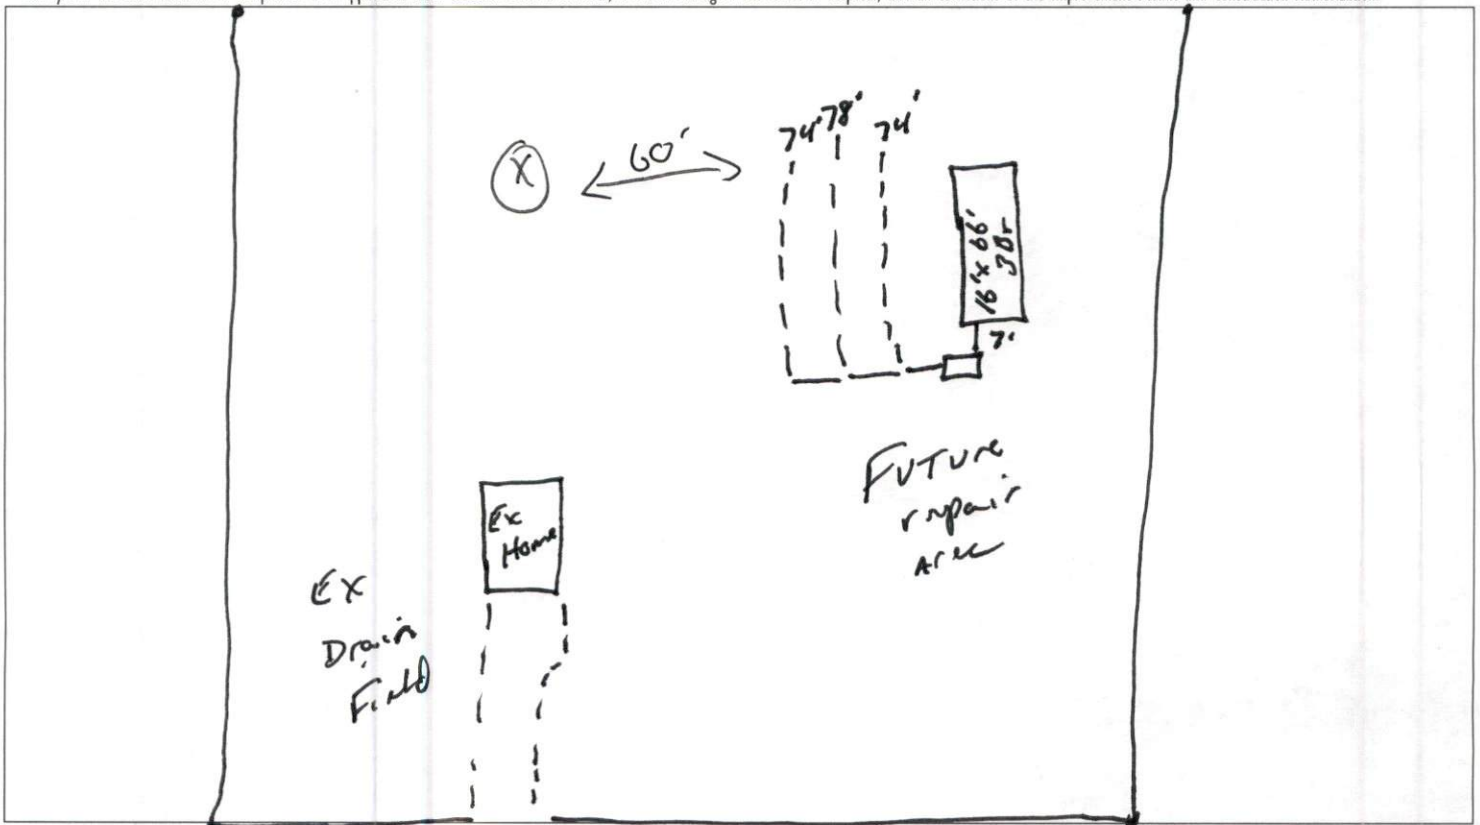 74' 78' 74'
X
60'
16'x 66'
3Br
7'
Future
repair
area
Ex
Home
Ex
Drain
Field